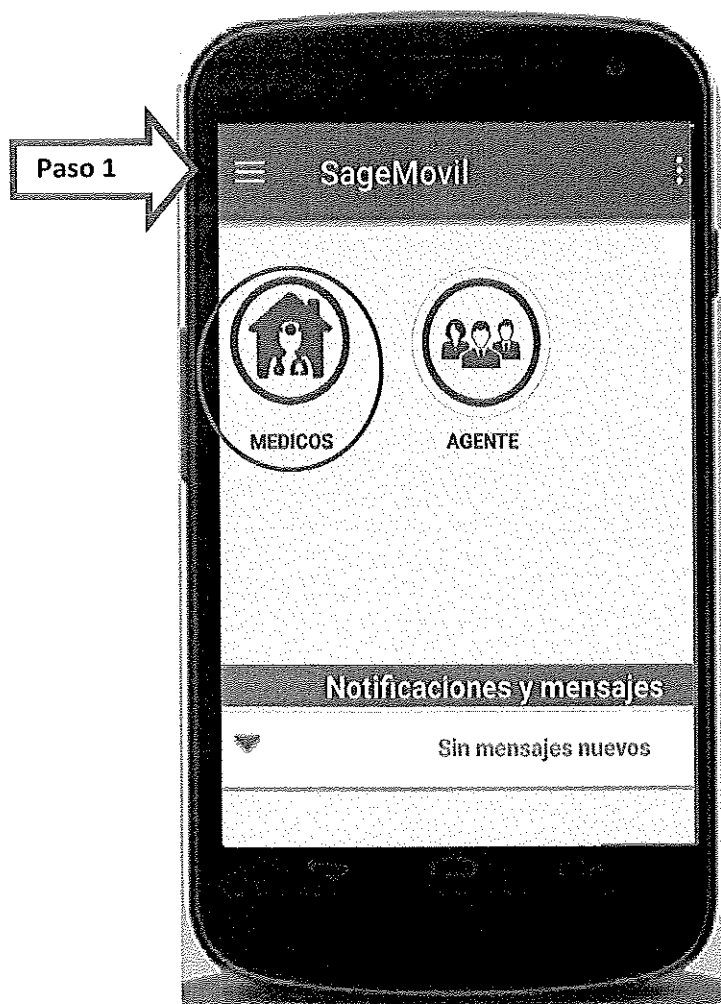 Paso 1
SageMovil
MEDICOS
AGENTE
Notificaciones y mensajes
Sin mensajes nuevos